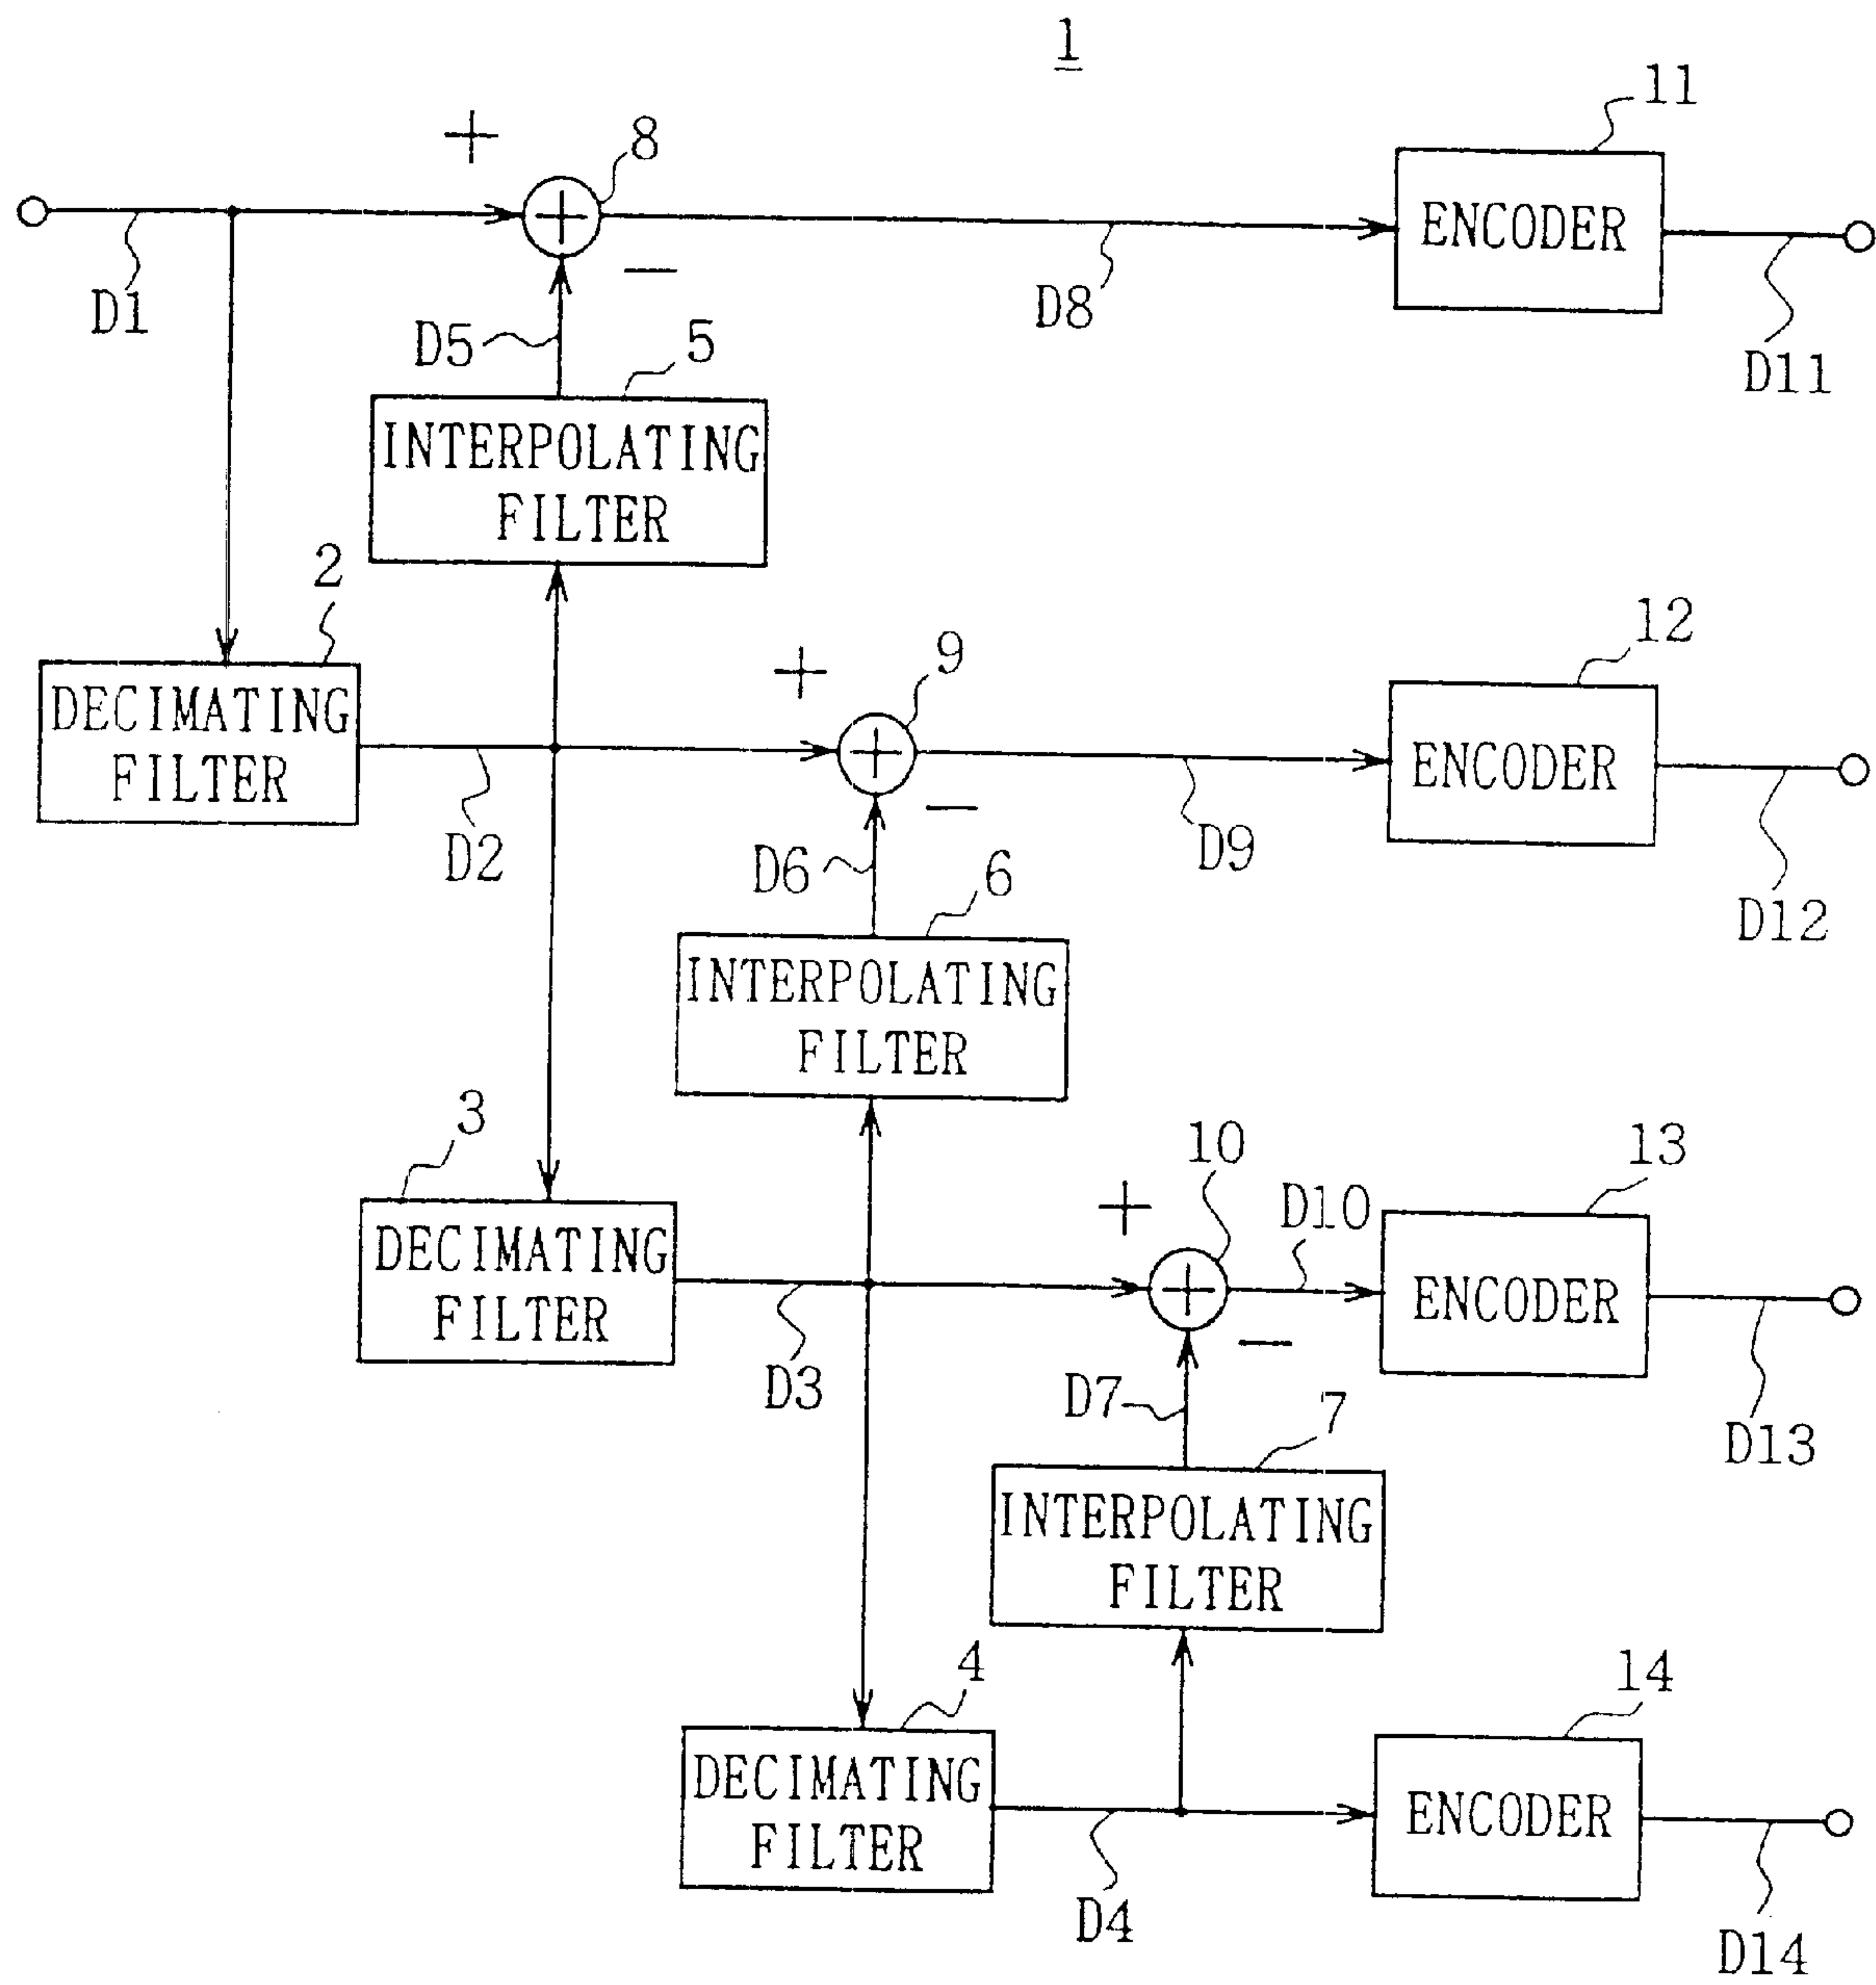 1
11
+
8
ENCODER
D1
−
D8
D5
5
D11
INTERPOLATING
FILTER
2
12
+
9
DECIMATING
FILTER
ENCODER
−
D2
D6
6
D9
D12
INTERPOLATING
FILTER
3
10
13
+
D10
DECIMATING
FILTER
ENCODER
−
D3
D7
7
D13
INTERPOLATING
FILTER
4
14
DECIMATING
FILTER
ENCODER
D4
D14